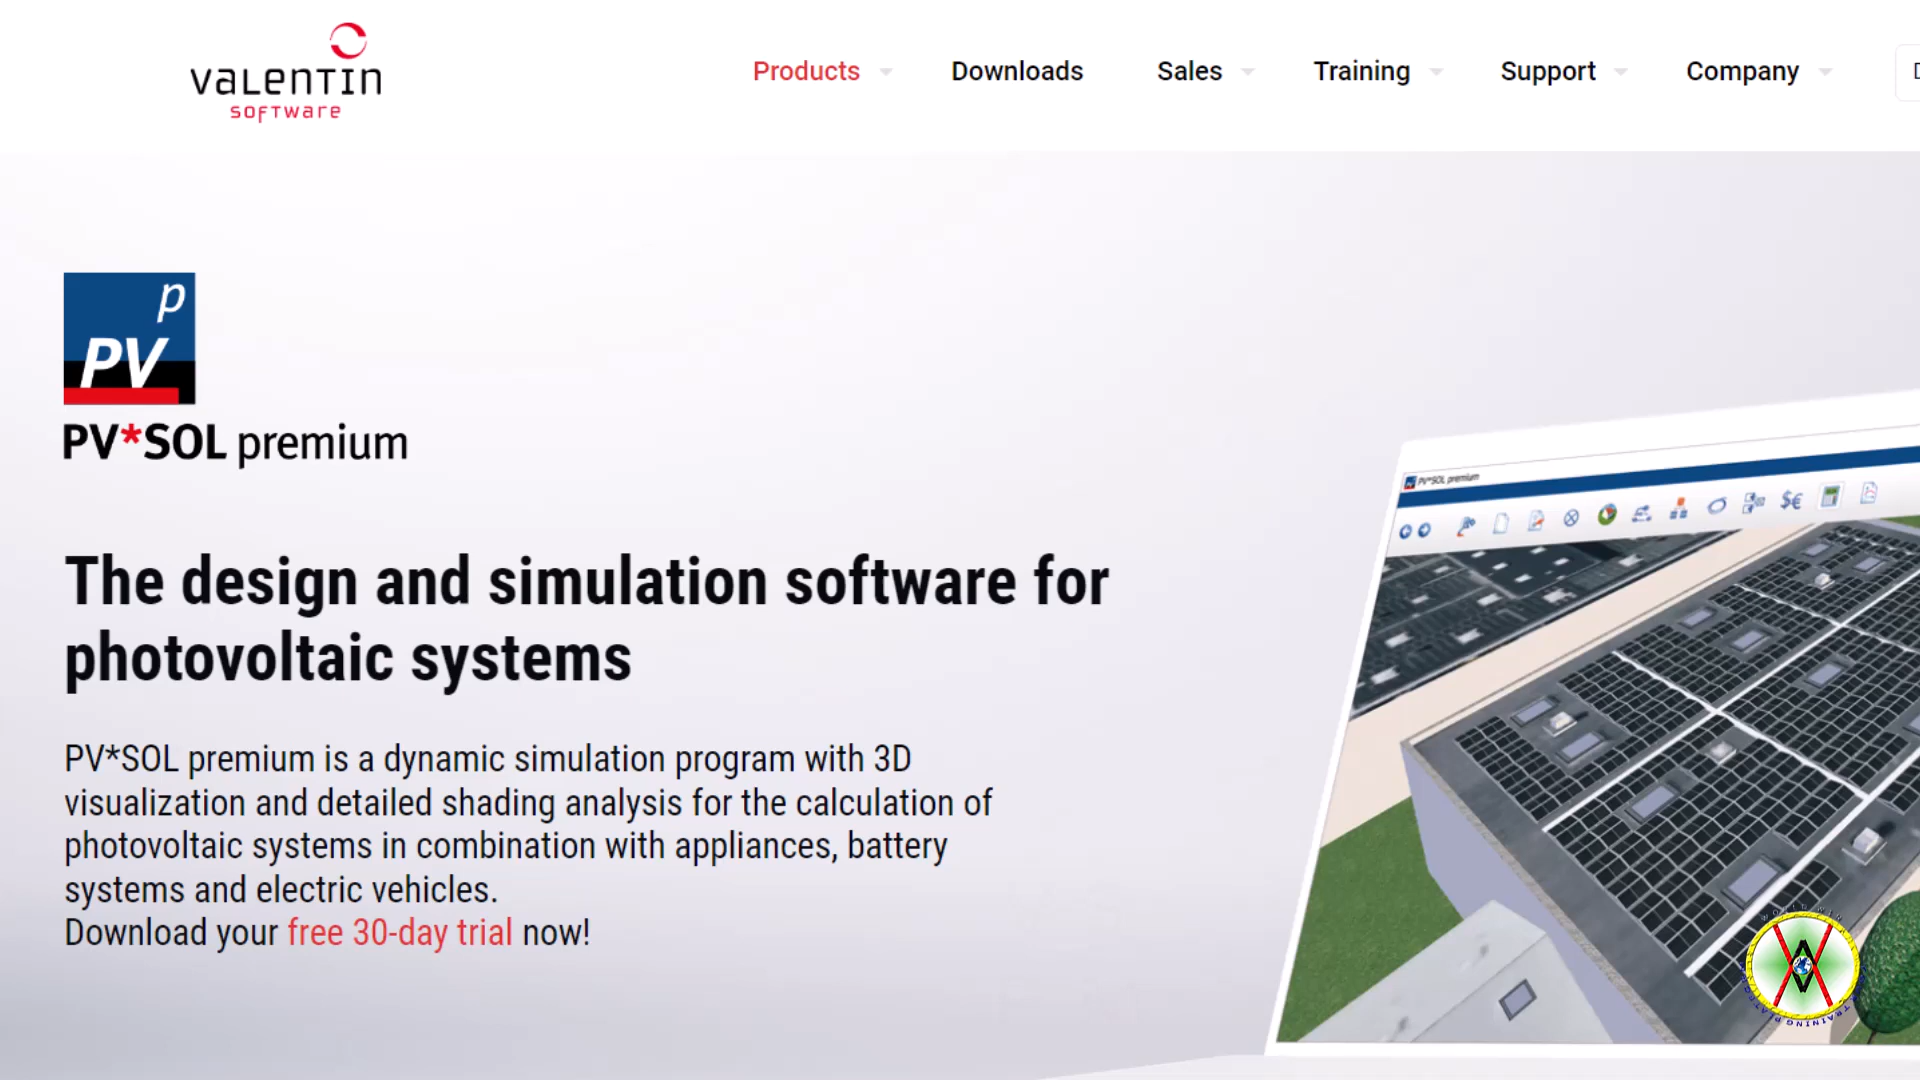 VALENTIN
software
Products
Downloads
Sales
Training
Support
Company
p
PV
PV*SOL premium
The design and simulation software for
photovoltaic systems
PV*SOL premium is a dynamic simulation program with 3D
visualization and detailed shading analysis for the calculation of
photovoltaic systems in combination with appliances, battery
systems and electric vehicles.
Download your free 30-day trial now!
PV*SOL premium
$€
WORLD WIN
TRAINING